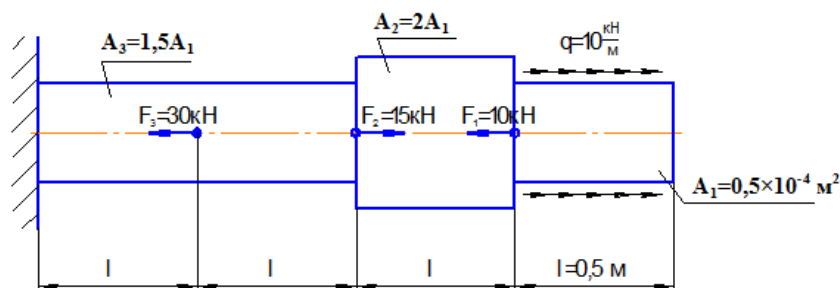 A₃=1,5A₁
A₂=2A₁
q=10 кН/м
F₃=30кН
F₂=15кН
F₁=10кН
A₁=0,5×10⁻⁴ м²
l
l
l
l=0,5 м